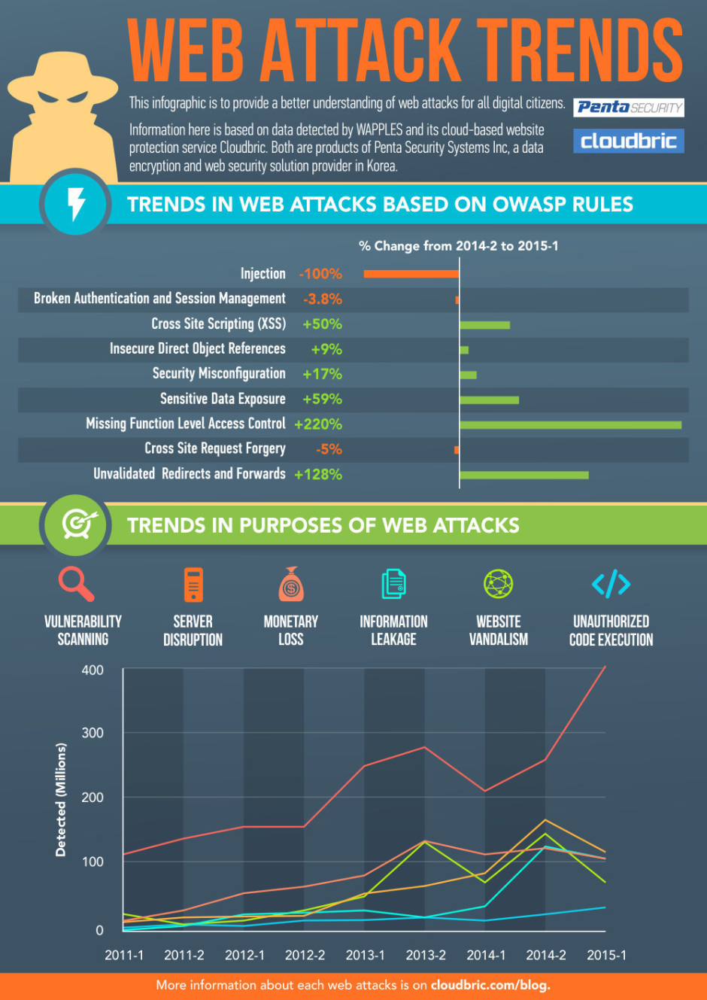 WEB ATTACK TRENDS
This infographic is to provide a better understanding of web attacks for all digital citizens.
Penta SECURITY
Information here is based on data detected by WAPPLES and its cloud-based website
protection service Cloudbric. Both are products of Penta Security Systems Inc, a data
encryption and web security solution provider in Korea.
cloudbric
TRENDS IN WEB ATTACKS BASED ON OWASP RULES
% Change from 2014-2 to 2015-1
Injection -100%
Broken Authentication and Session Management -3.8%
Cross Site Scripting (XSS) +50%
Insecure Direct Object References +9%
Security Misconfiguration +17%
Sensitive Data Exposure +59%
Missing Function Level Access Control +220%
Cross Site Request Forgery -5%
Unvalidated Redirects and Forwards +128%
TRENDS IN PURPOSES OF WEB ATTACKS
$
</>
VULNERABILITY
SCANNING
SERVER
DISRUPTION
MONETARY
LOSS
INFORMATION
LEAKAGE
WEBSITE
VANDALISM
UNAUTHORIZED
CODE EXECUTION
Detected (Millions)
400
300
200
100
0
2011-1 2011-2 2012-1 2012-2 2013-1 2013-2 2014-1 2014-2 2015-1
More information about each web attacks is on cloudbric.com/blog.